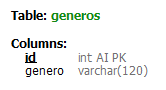 Table: generos
Columns:
id int AI PK
genero varchar(120)